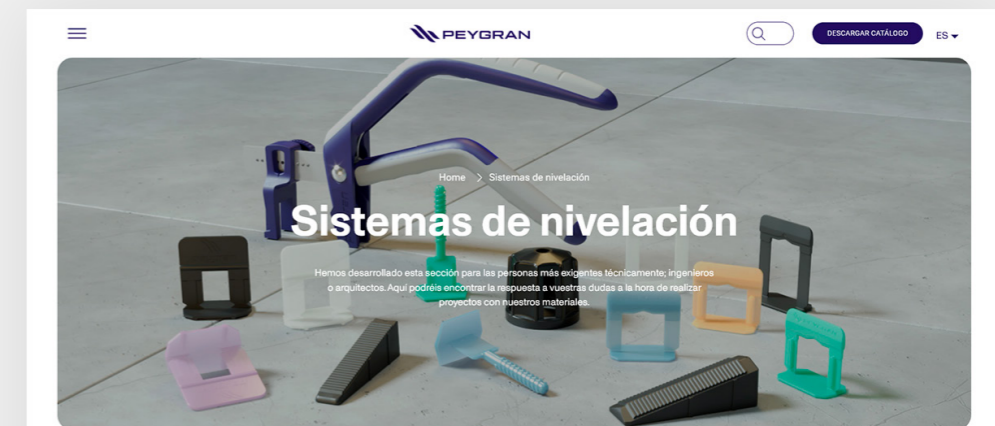 PEYGRAN
DESCARGAR CATÁLOGO
ES
Home > Sistemas de nivelación
Sistemas de nivelación
Hemos desarrollado esta sección para las personas más exigentes técnicamente; ingenieros
o arquitectos. Aquí podréis encontrar la respuesta a vuestras dudas a la hora de realizar
proyectos con nuestros materiales.